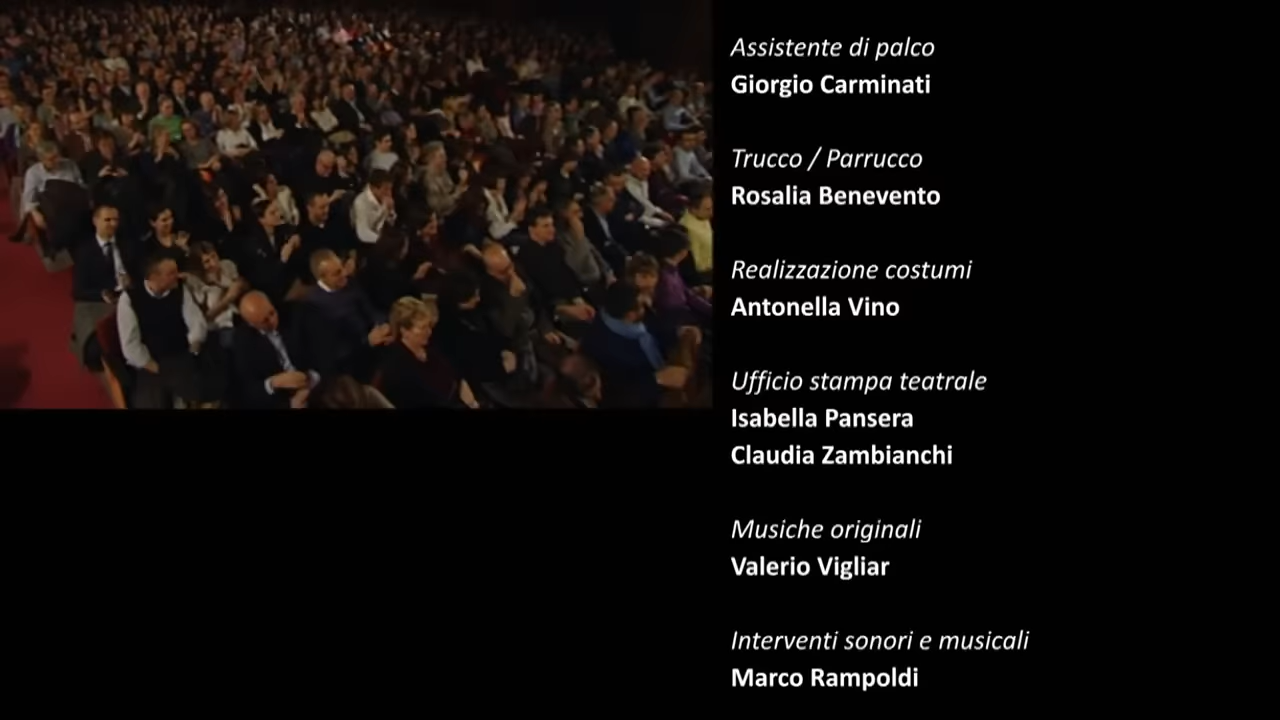 Assistente di palco
Giorgio Carminati
Trucco / Parrucco
Rosalia Benevento
Realizzazione costumi
Antonella Vino
Ufficio stampa teatrale
Isabella Pansera
Claudia Zambianchi
Musiche originali
Valerio Vigliar
Interventi sonori e musicali
Marco Rampoldi